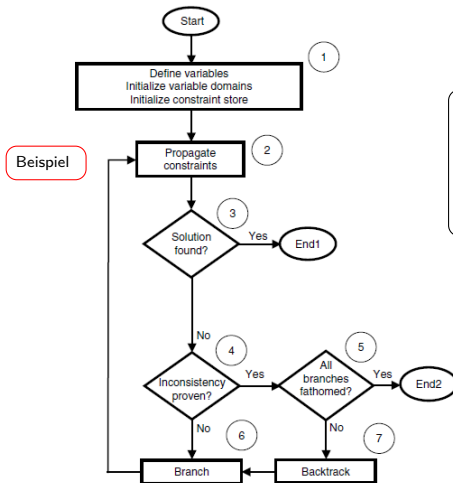 Start
1
Define variables
Initialize variable domains
Initialize constraint store
Beispiel
Propagate
constraints
2
3
Solution
found?
Yes
End1
No
4
Inconsistency
proven?
Yes
5
All
branches
fathomed?
Yes
End2
No
6
No
7
Branch
Backtrack